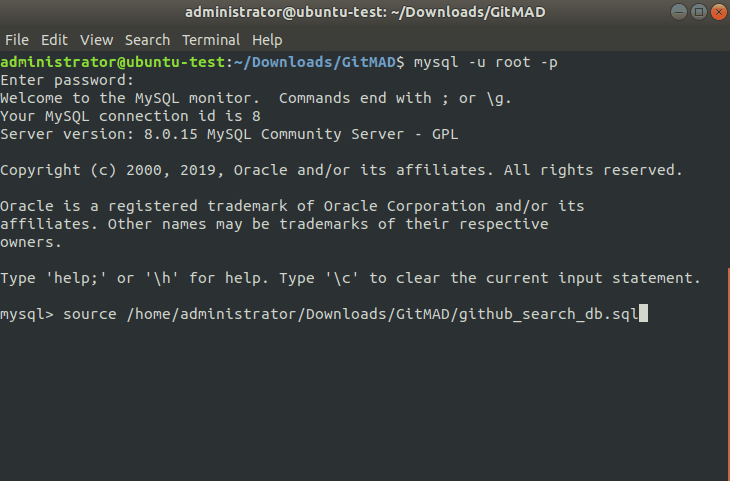 administrator@ubuntu-test: ~/Downloads/GitMAD
File Edit View Search Terminal Help
administrator@ubuntu-test:~/Downloads/GitMAD$ mysql -u root -p
Enter password:
Welcome to the MySQL monitor.  Commands end with ; or \g.
Your MySQL connection id is 8
Server version: 8.0.15 MySQL Community Server - GPL
Copyright (c) 2000, 2019, Oracle and/or its affiliates. All rights reserved.
Oracle is a registered trademark of Oracle Corporation and/or its
affiliates. Other names may be trademarks of their respective
owners.
Type 'help;' or '\h' for help. Type '\c' to clear the current input statement.
mysql> source /home/administrator/Downloads/GitMAD/github_search_db.sql